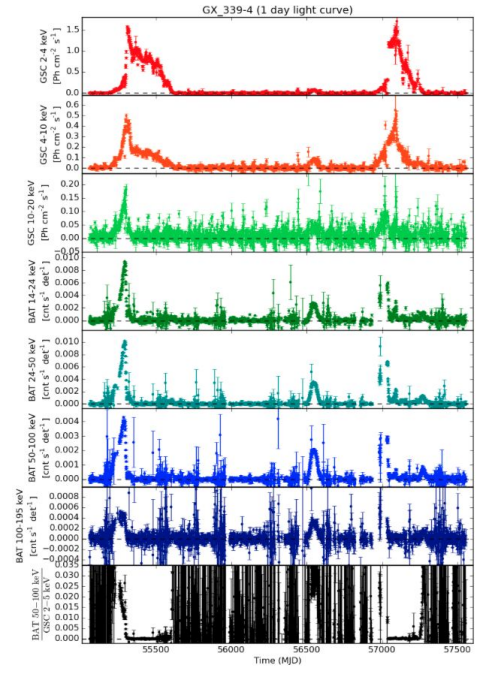 GX_339-4 (1 day light curve)
GSC 2-4 keV
[Ph cm⁻² s⁻¹]
1.5
1.0
0.5
0.0
GSC 4-10 keV
[Ph cm⁻² s⁻¹]
0.6
0.5
0.4
0.3
0.2
0.1
0.0
GSC 10-20 keV
[Ph cm⁻² s⁻¹]
0.20
0.15
0.10
0.05
0.00
−0.05
BAT 14-24 keV
[cnt s⁻¹ det⁻¹]
0.010
0.008
0.006
0.004
0.002
0.000
BAT 24-50 keV
[cnt s⁻¹ det⁻¹]
0.010
0.008
0.006
0.004
0.002
0.000
BAT 50-100 keV
[cnt s⁻¹ det⁻¹]
0.004
0.003
0.002
0.001
0.000
BAT 100-195 keV
[cnt s⁻¹ det⁻¹]
0.0008
0.0006
0.0004
0.0002
0.0000
−0.0002
−0.0004
BAT 50−100 keV
GSC 2−5 keV
0.035
0.030
0.025
0.020
0.015
0.010
0.005
0.000
55500 56000 56500 57000 57500
Time (MJD)